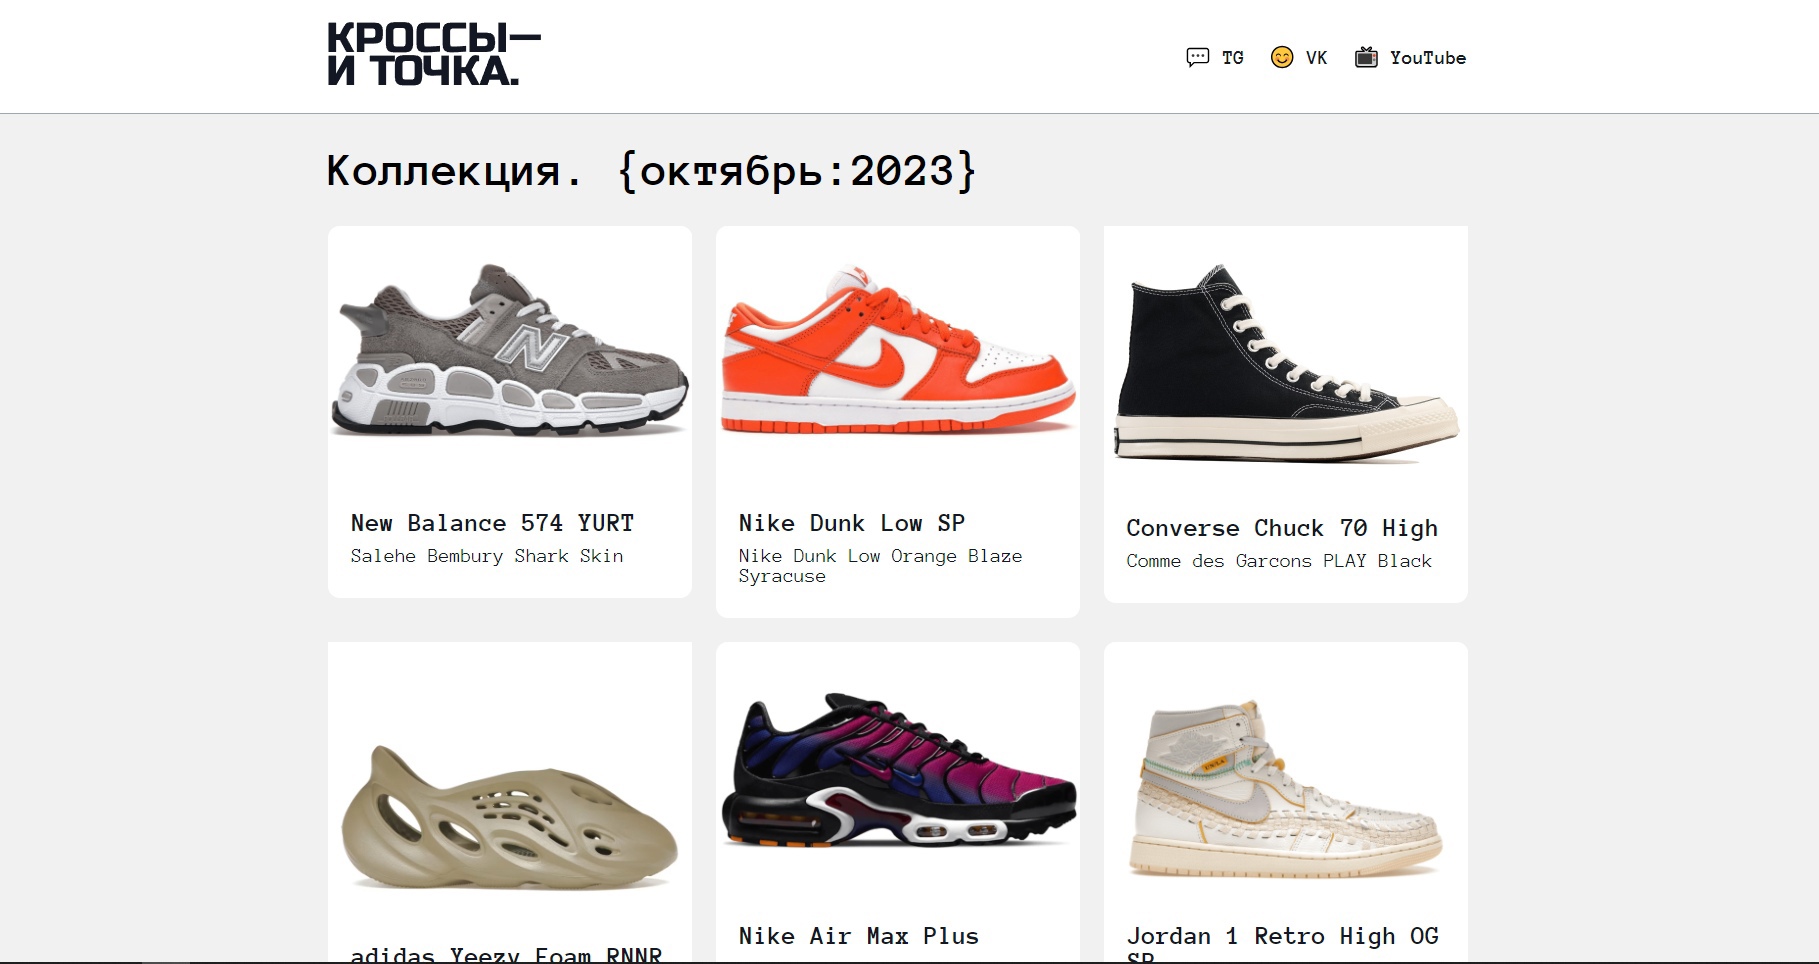 КРОССЫ—
И ТОЧКА.
TG VK YouTube
Коллекция. {октябрь:2023}
New Balance 574 YURT
Salehe Bembury Shark Skin
Nike Dunk Low SP
Nike Dunk Low Orange Blaze
Syracuse
Converse Chuck 70 High
Comme des Garcons PLAY Black
adidas Yeezy Foam RNNR
Nike Air Max Plus
Jordan 1 Retro High OG
SP